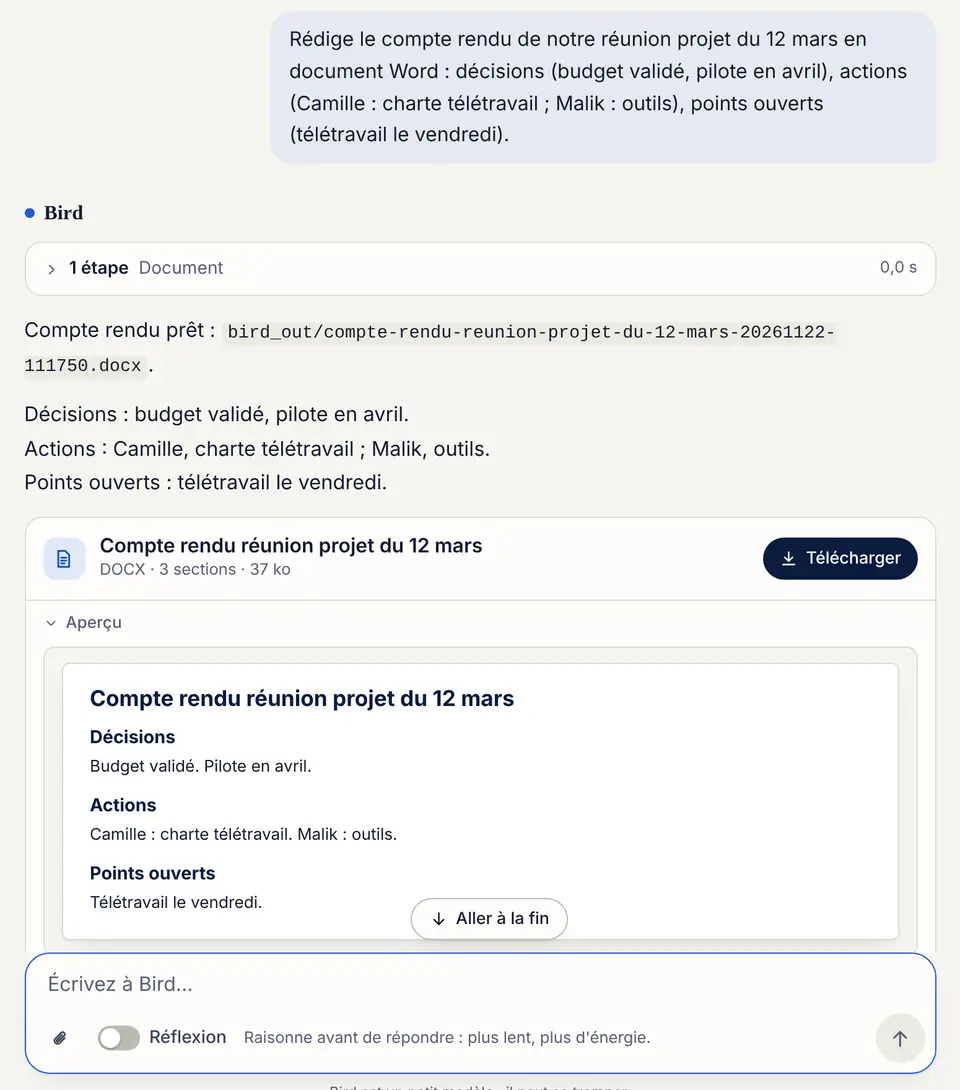 Rédige le compte rendu de notre réunion projet du 12 mars en
document Word : décisions (budget validé, pilote en avril), actions
(Camille : charte télétravail ; Malik : outils), points ouverts
(télétravail le vendredi).
Bird
1 étape Document 0,0 s
Compte rendu prêt : bird_out/compte-rendu-reunion-projet-du-12-mars-20261122-
111750.docx .
Décisions : budget validé, pilote en avril.
Actions : Camille, charte télétravail ; Malik, outils.
Points ouverts : télétravail le vendredi.
Compte rendu réunion projet du 12 mars
DOCX · 3 sections · 37 ko
Télécharger
Aperçu
Compte rendu réunion projet du 12 mars
Décisions
Budget validé. Pilote en avril.
Actions
Camille : charte télétravail. Malik : outils.
Points ouverts
Télétravail le vendredi.
Aller à la fin
Écrivez à Bird...
Réflexion Raisonne avant de répondre : plus lent, plus d'énergie.
Bird est un petit modèle